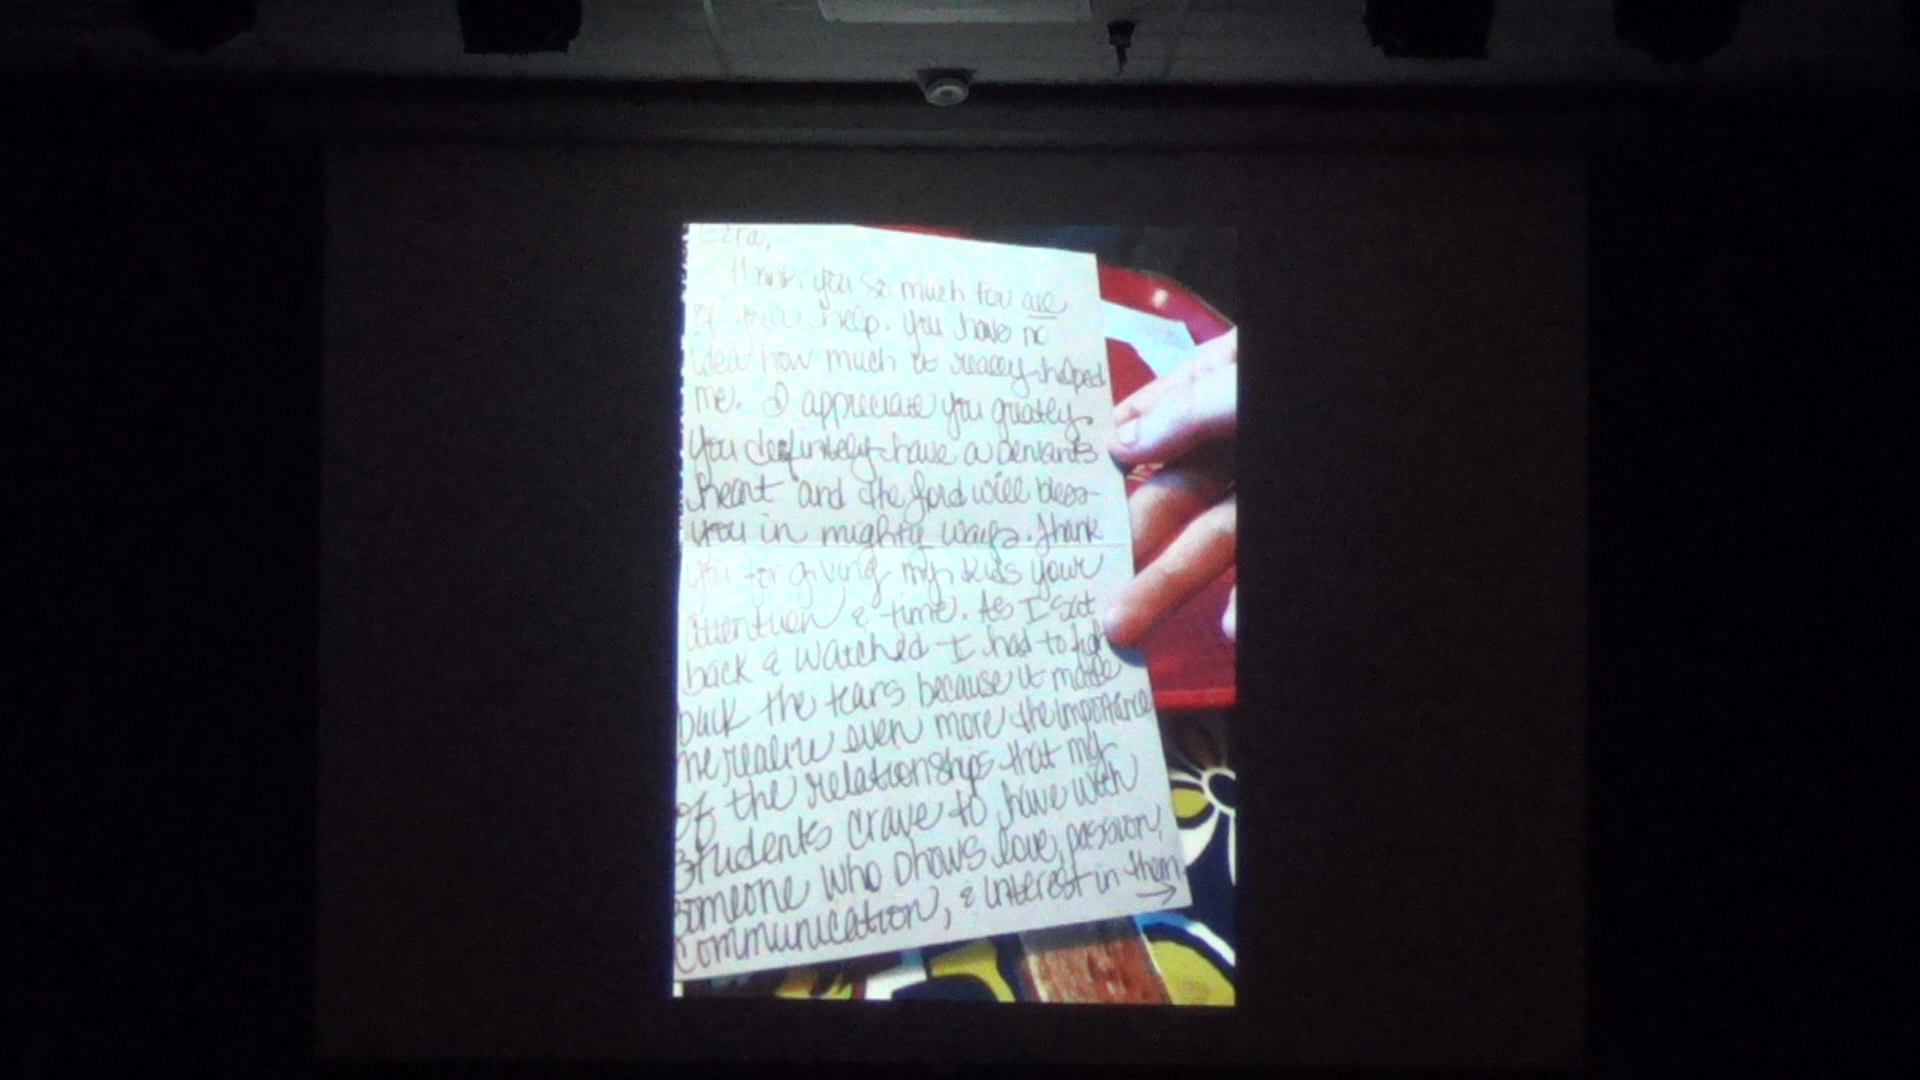 Ezra,
Thank you so much for all
of your help. You have no
idea how much it really helped
me. I appreciate you greatly
You definitely have a servants
heart and the Lord will bless
you in mighty ways. Thank
you for giving my kids your
attention & time. As I sat
back & watched I had to figh
back the tears because it made
me realize even more the importance
of the relationships that my
students crave to have with
someone who shows love, passion,
communication, & interest in them
→